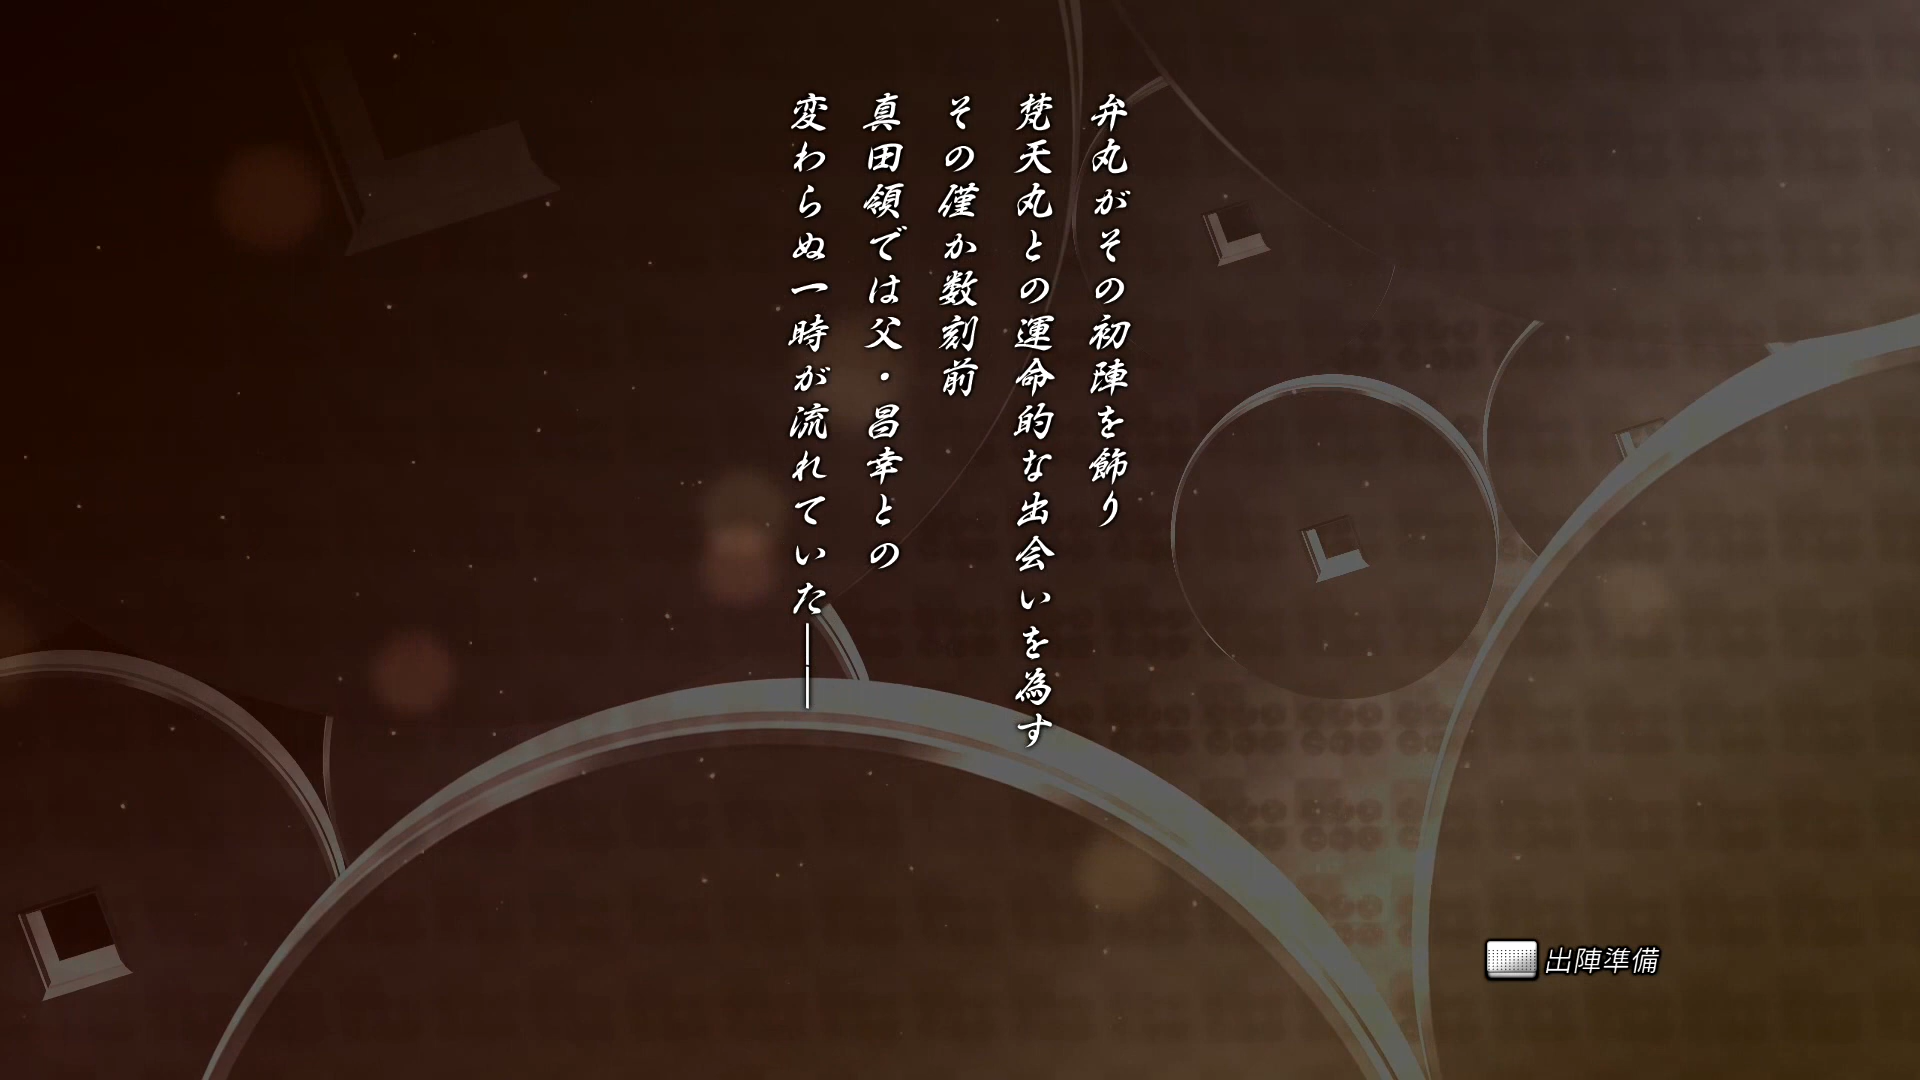 弁丸がその初陣を飾り
梵天丸との運命的な出会いを為す
その僅か数刻前
真田領では父・昌幸との
変わらぬ一時が流れていた――
出陣準備